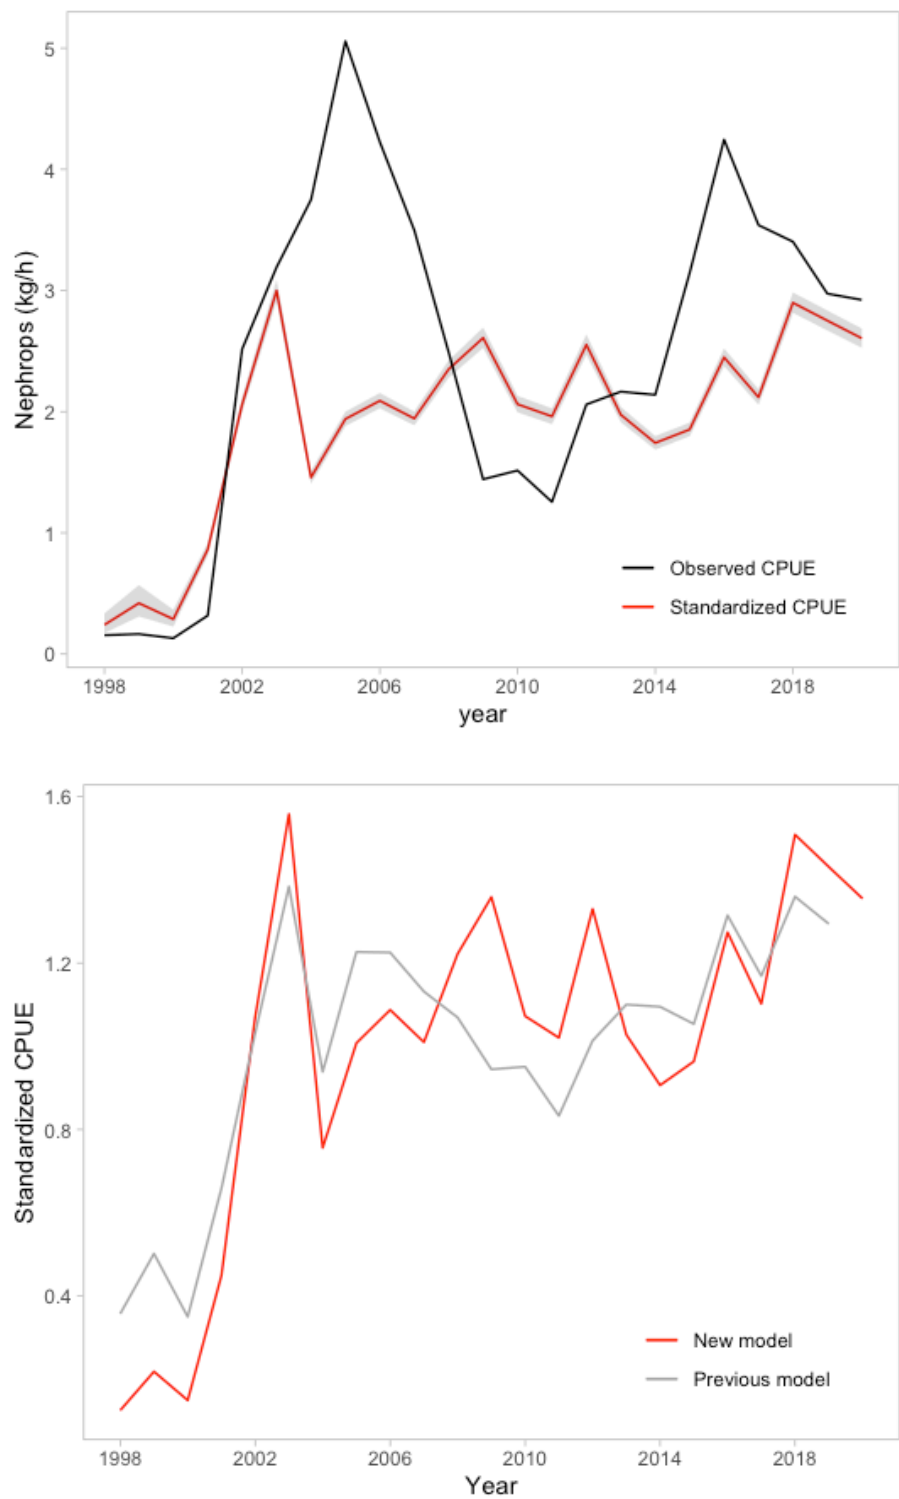 5
4
3
2
1
0
Nephrops (kg/h)
Observed CPUE
Standardized CPUE
1998 2002 2006 2010 2014 2018
year
1.6
1.2
0.8
0.4
Standardized CPUE
New model
Previous model
1998 2002 2006 2010 2014 2018
Year